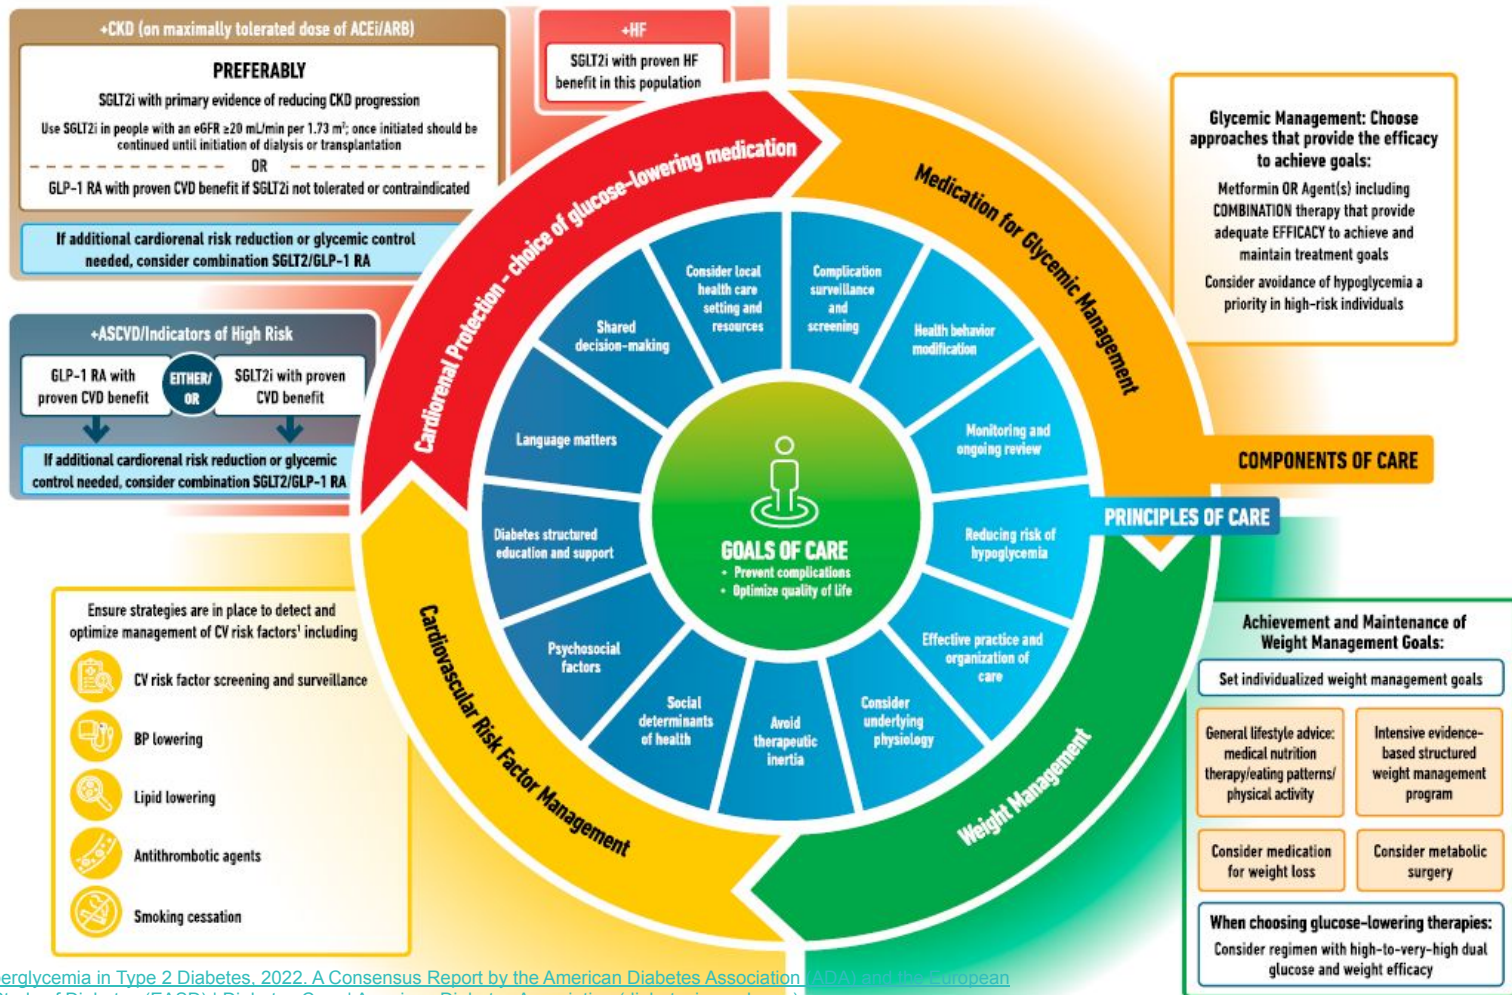 +CKD (on maximally tolerated dose of ACEi/ARB)
PREFERABLY
SGLT2i with primary evidence of reducing CKD progression
Use SGLT2i in people with an eGFR ≥20 mL/min per 1.73 m²; once initiated should be
continued until initiation of dialysis or transplantation
OR
GLP-1 RA with proven CVD benefit if SGLT2i not tolerated or contraindicated
If additional cardiorenal risk reduction or glycemic control
needed, consider combination SGLT2/GLP-1 RA
+HF
SGLT2i with proven HF
benefit in this population
+ASCVD/Indicators of High Risk
GLP-1 RA with
proven CVD benefit
EITHER/
OR
SGLT2i with proven
CVD benefit
If additional cardiorenal risk reduction or glycemic
control needed, consider combination SGLT2/GLP-1 RA
Cardiorenal Protection - choice of glucose-lowering medication
Medication for Glycemic Management
Weight Management
Cardiovascular Risk Factor Management
Glycemic Management: Choose
approaches that provide the efficacy
to achieve goals:
Metformin OR Agent(s) including
COMBINATION therapy that provide
adequate EFFICACY to achieve and
maintain treatment goals
Consider avoidance of hypoglycemia a
priority in high-risk individuals
COMPONENTS OF CARE
PRINCIPLES OF CARE
Consider local
health care
setting and
resources
Complication
surveillance
and
screening
Health behavior
modification
Monitoring and
ongoing review
Reducing risk of
hypoglycemia
Effective practice and
organization of
care
Consider
underlying
physiology
Avoid
therapeutic
inertia
Social
determinants
of health
Psychosocial
factors
Diabetes structured
education and support
Language matters
Shared
decision-making
GOALS OF CARE
• Prevent complications
• Optimize quality of life
Ensure strategies are in place to detect and
optimize management of CV risk factors¹ including
CV risk factor screening and surveillance
BP lowering
Lipid lowering
Antithrombotic agents
Smoking cessation
Achievement and Maintenance of
Weight Management Goals:
Set individualized weight management goals
General lifestyle advice:
medical nutrition
therapy/eating patterns/
physical activity
Intensive evidence-
based structured
weight management
program
Consider medication
for weight loss
Consider metabolic
surgery
When choosing glucose-lowering therapies:
Consider regimen with high-to-very-high dual
glucose and weight efficacy
erglycemia in Type 2 Diabetes, 2022. A Consensus Report by the American Diabetes Association (ADA) and the European